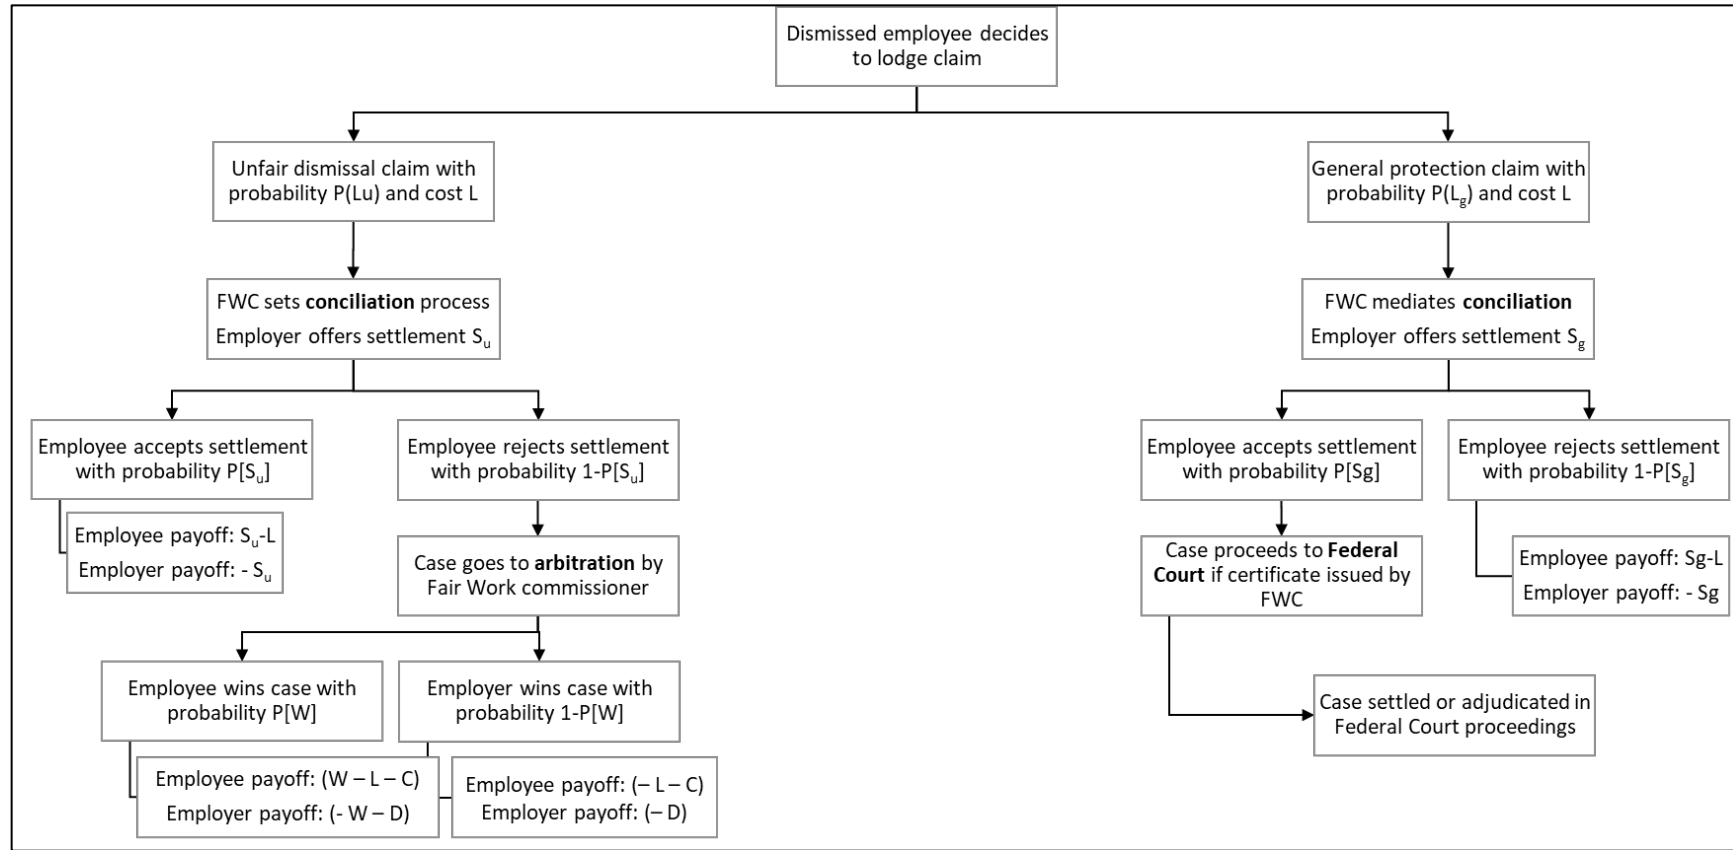 Dismissed employee decides
to lodge claim
Unfair dismissal claim with
probability P(Lu) and cost L
General protection claim with
probability P(Lg) and cost L
FWC sets conciliation process
Employer offers settlement Su
FWC mediates conciliation
Employer offers settlement Sg
Employee accepts settlement
with probability P[Su]
Employee rejects settlement
with probability 1-P[Su]
Employee accepts settlement
with probability P[Sg]
Employee rejects settlement
with probability 1-P[Sg]
Employee payoff: Su-L
Employer payoff: - Su
Case goes to arbitration by
Fair Work commissioner
Case proceeds to Federal
Court if certificate issued by
FWC
Employee payoff: Sg-L
Employer payoff: - Sg
Employee wins case with
probability P[W]
Employer wins case with
probability 1-P[W]
Case settled or adjudicated in
Federal Court proceedings
Employee payoff: (W – L – C)
Employer payoff: (- W – D)
Employee payoff: (– L – C)
Employer payoff: (– D)